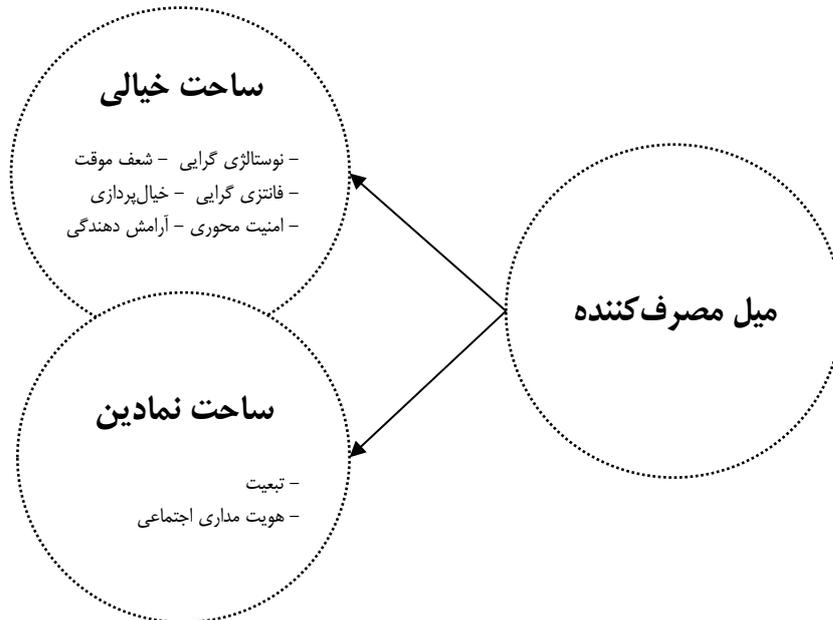 ساحت خیالی
- نوستالژی گرایی - شعف موقت
- فانتزی گرایی - خیال‌پردازی
- امنیت محوری - آرامش دهندگی
میل مصرف‌کننده
ساحت نمادین
- تبعیت
- هویت مداری اجتماعی